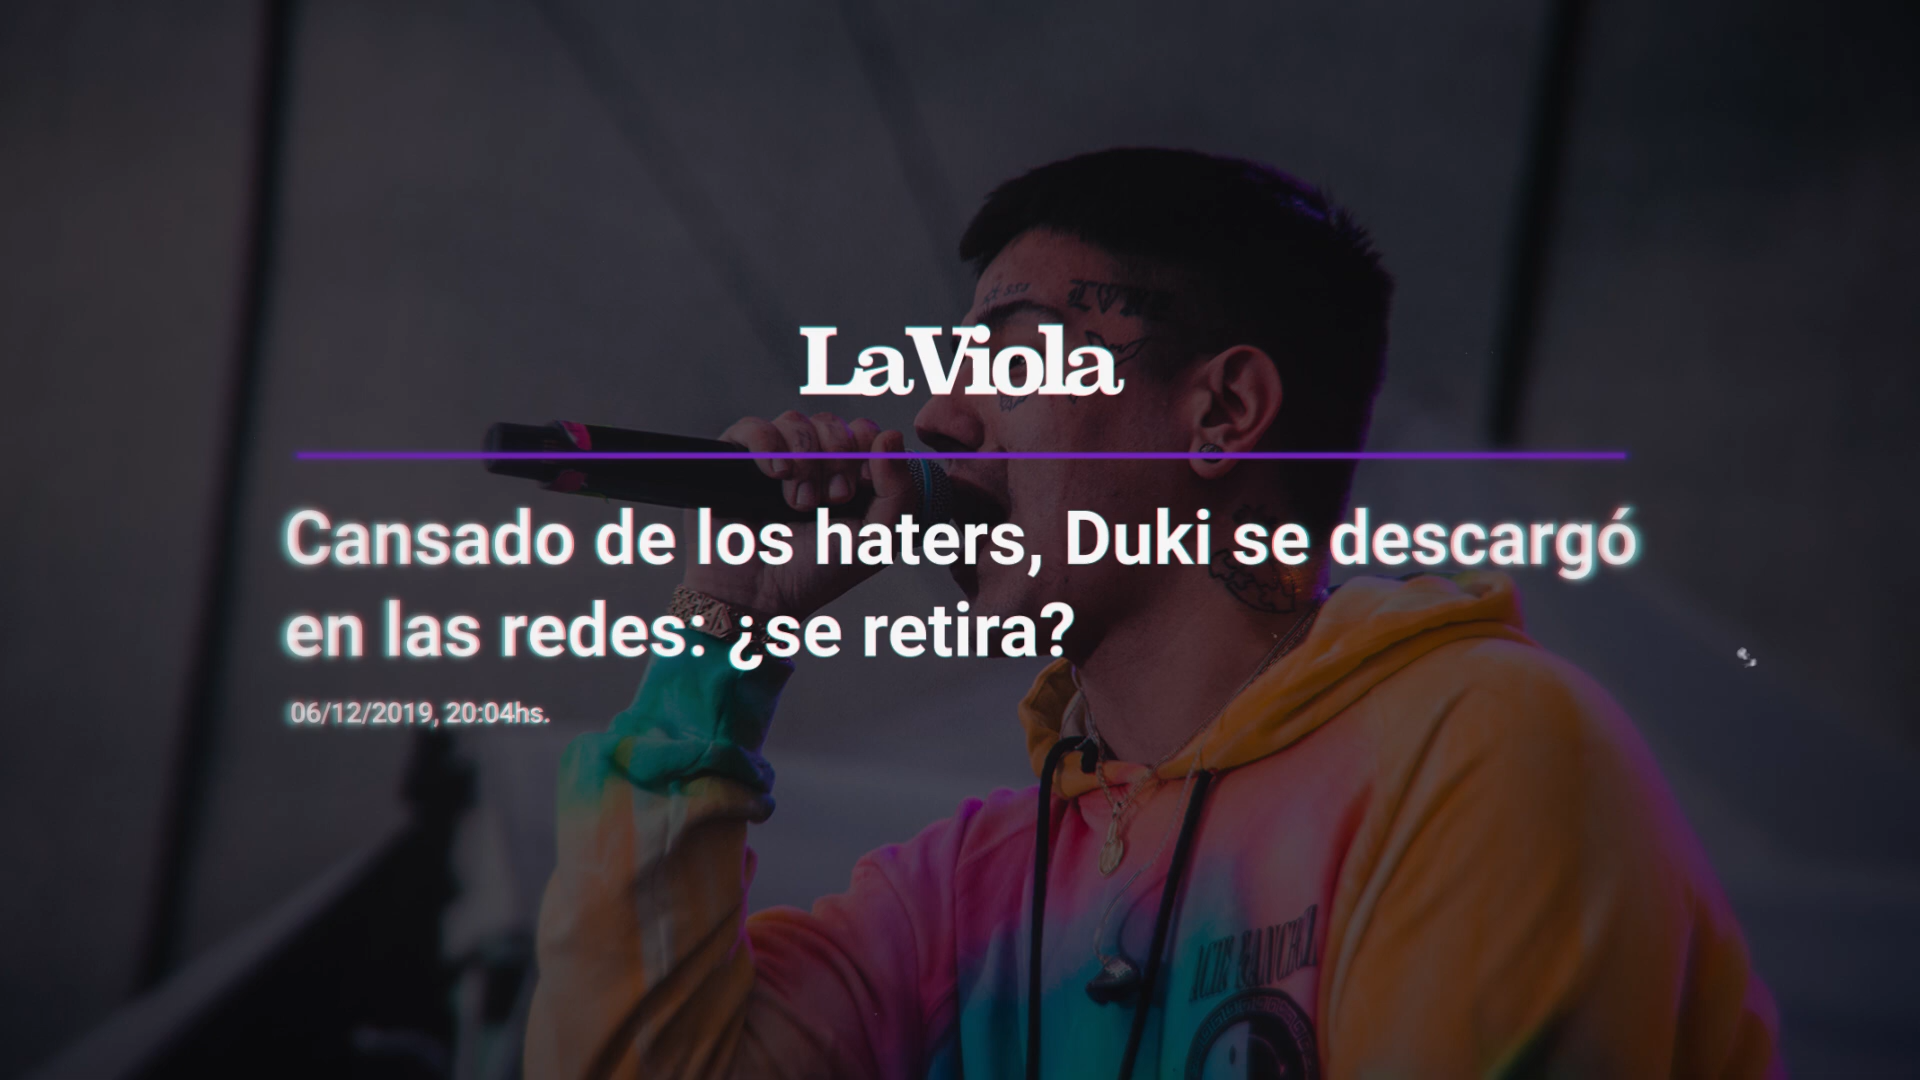 LaViola
Cansado de los haters, Duki se descargó
en las redes: ¿se retira?
06/12/2019, 20:04hs.